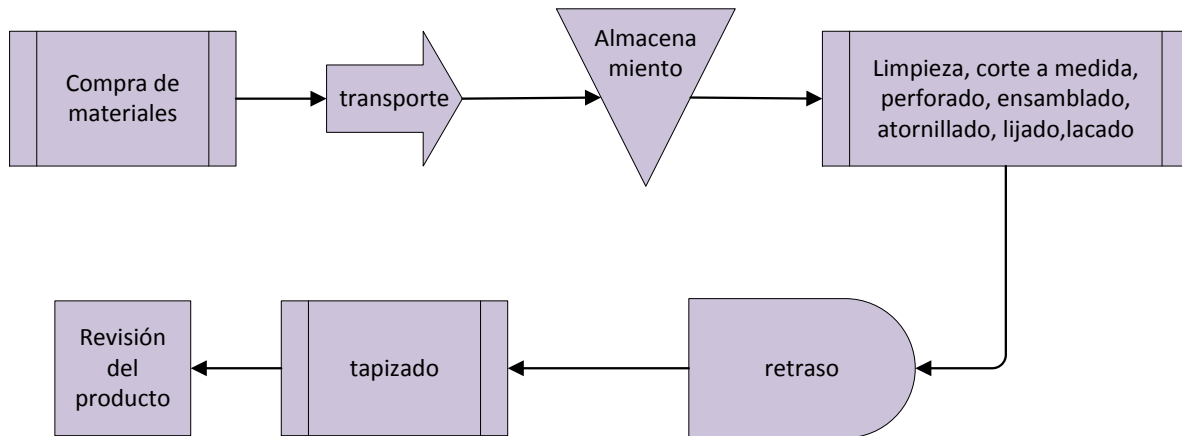 Compra de
materiales
transporte
Almacena
miento
Limpieza, corte a medida,
perforado, ensamblado,
atornillado, lijado,lacado
retraso
tapizado
Revisión
del
producto